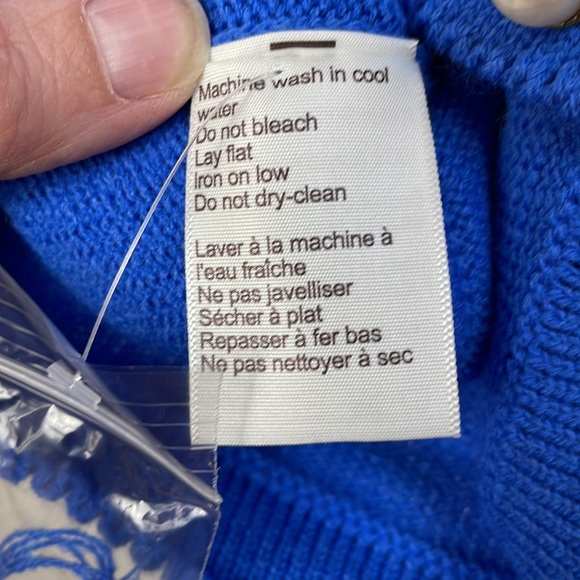 Machine wash in cool
water
Do not bleach
Lay flat
Iron on low
Do not dry-clean
Laver à la machine à
l'eau fraîche
Ne pas javelliser
Sécher à plat
Repasser à fer bas
Ne pas nettoyer à sec